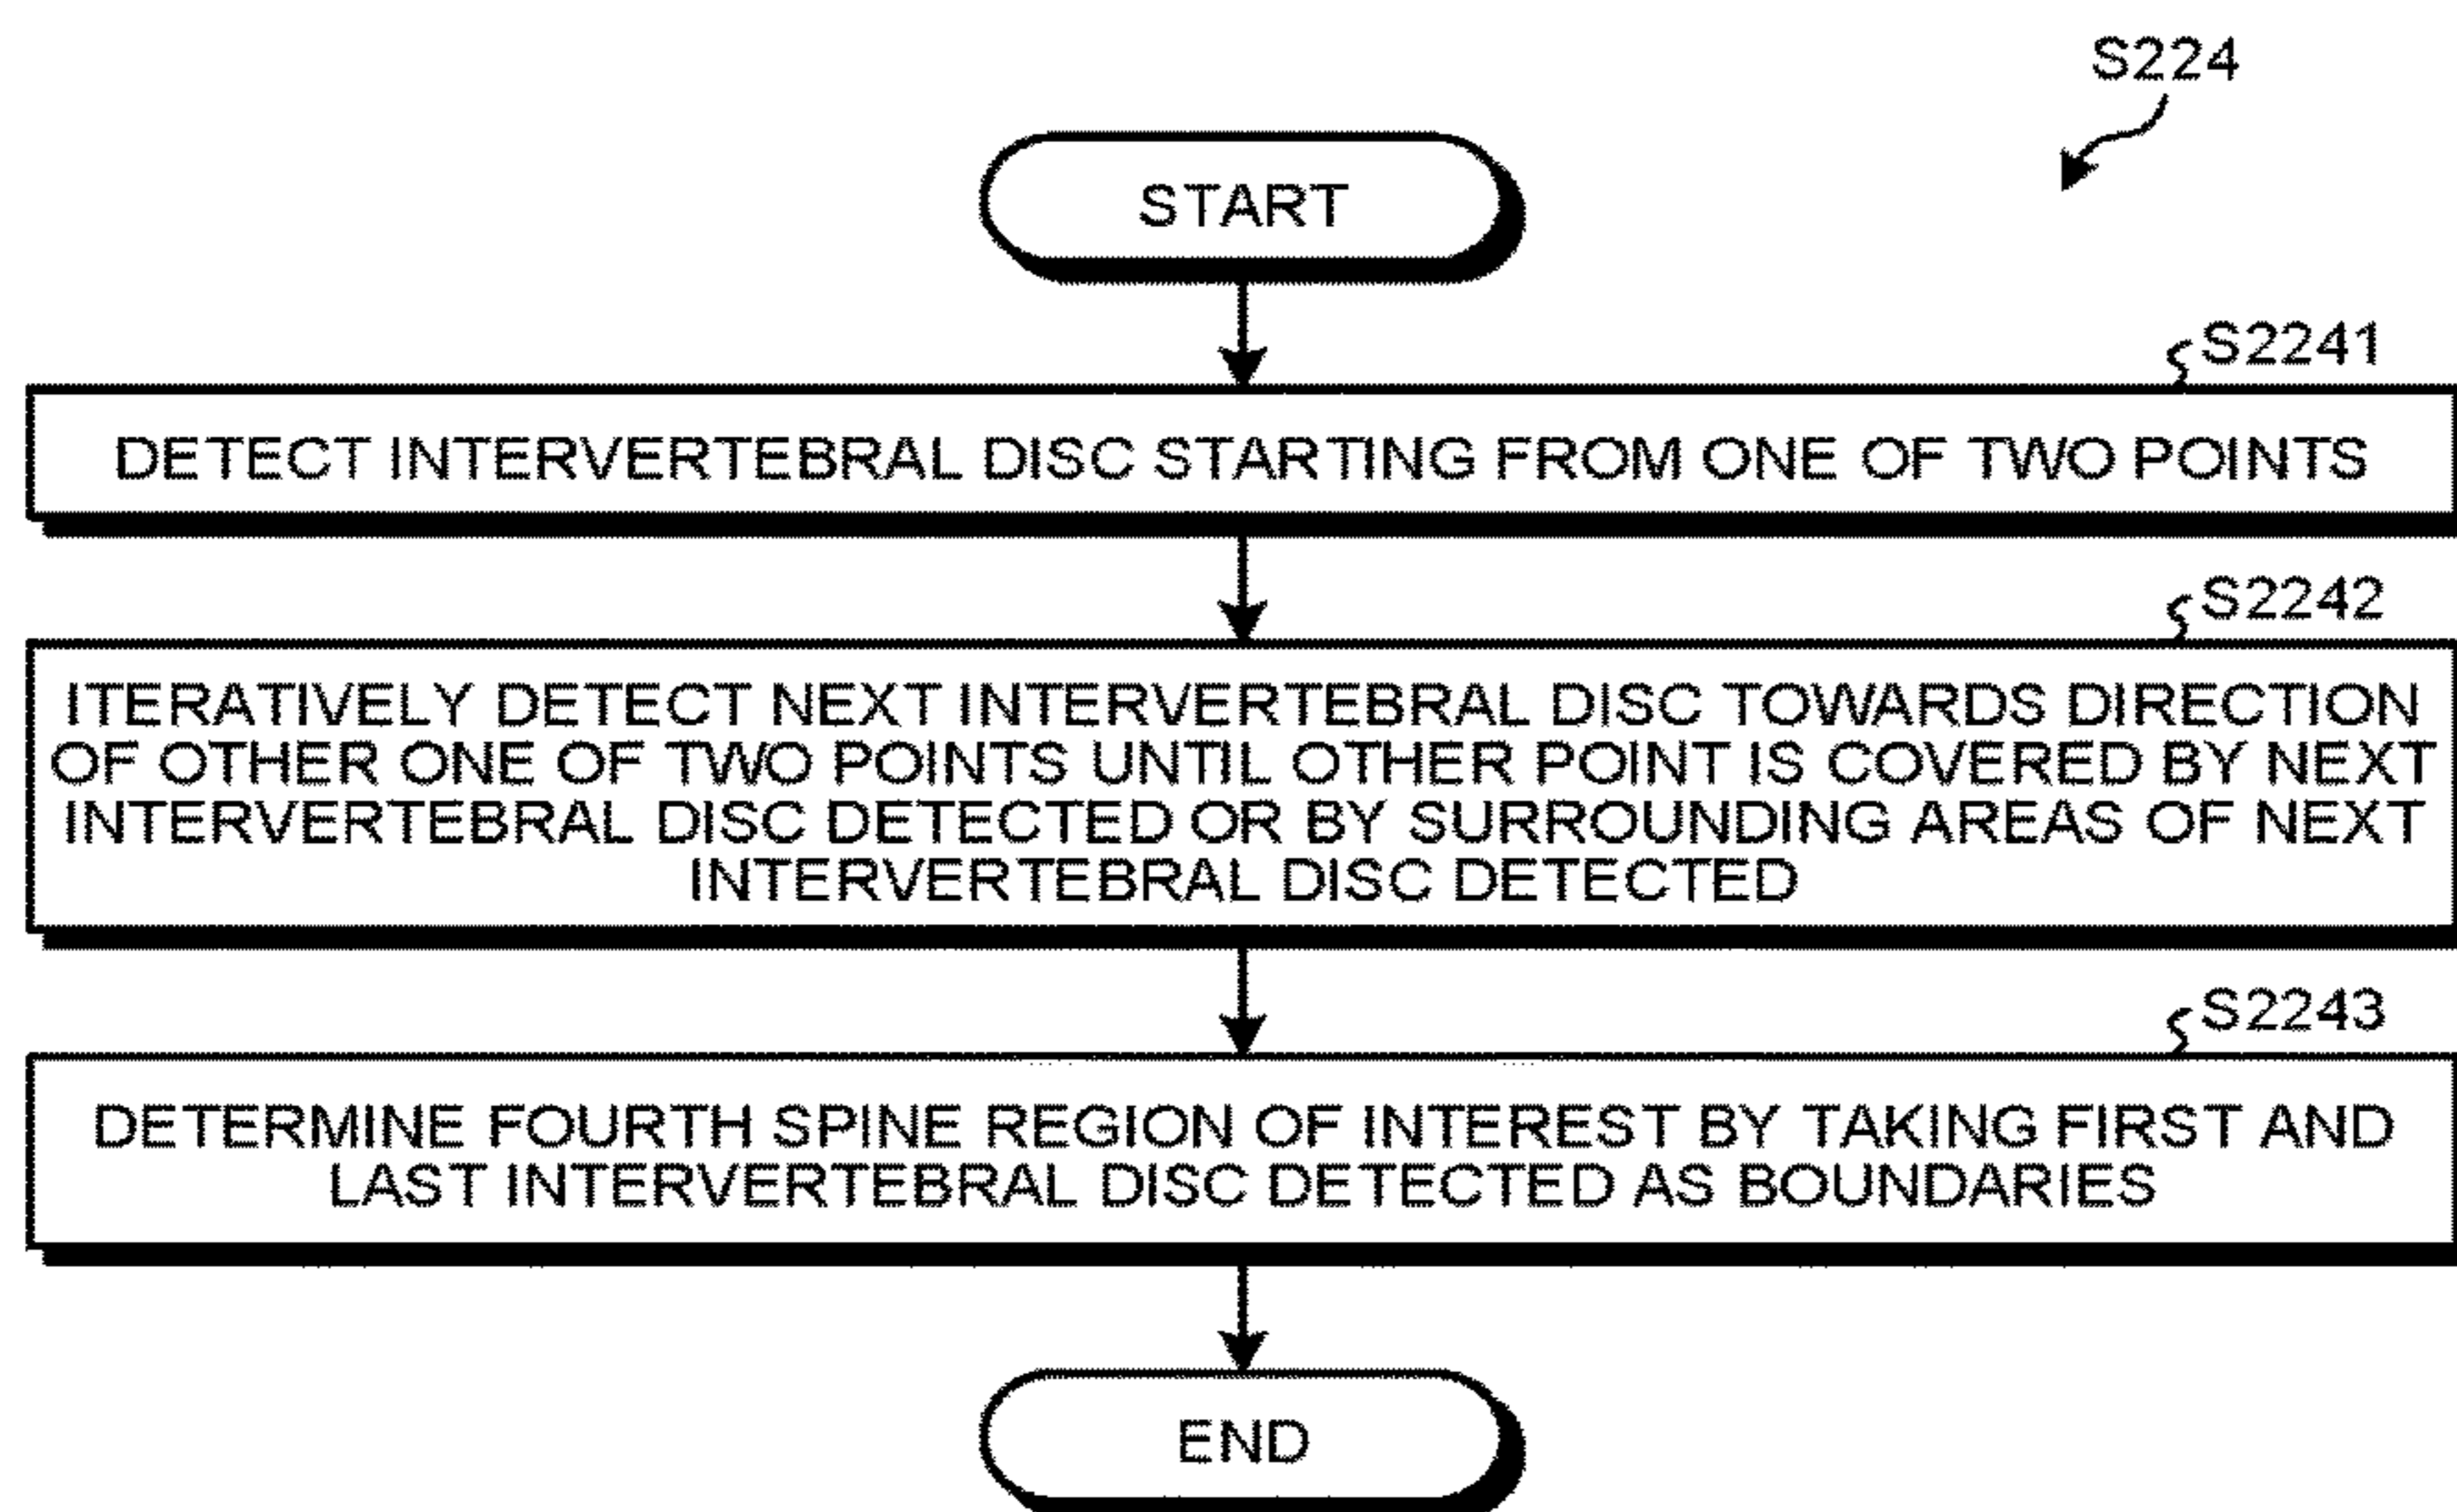 S224
START
S2241
DETECT INTERVERTEBRAL DISC STARTING FROM ONE OF TWO POINTS
S2242
ITERATIVELY DETECT NEXT INTERVERTEBRAL DISC TOWARDS DIRECTION
OF OTHER ONE OF TWO POINTS UNTIL OTHER POINT IS COVERED BY NEXT
INTERVERTEBRAL DISC DETECTED OR BY SURROUNDING AREAS OF NEXT
INTERVERTEBRAL DISC DETECTED
S2243
DETERMINE FOURTH SPINE REGION OF INTEREST BY TAKING FIRST AND
LAST INTERVERTEBRAL DISC DETECTED AS BOUNDARIES
END